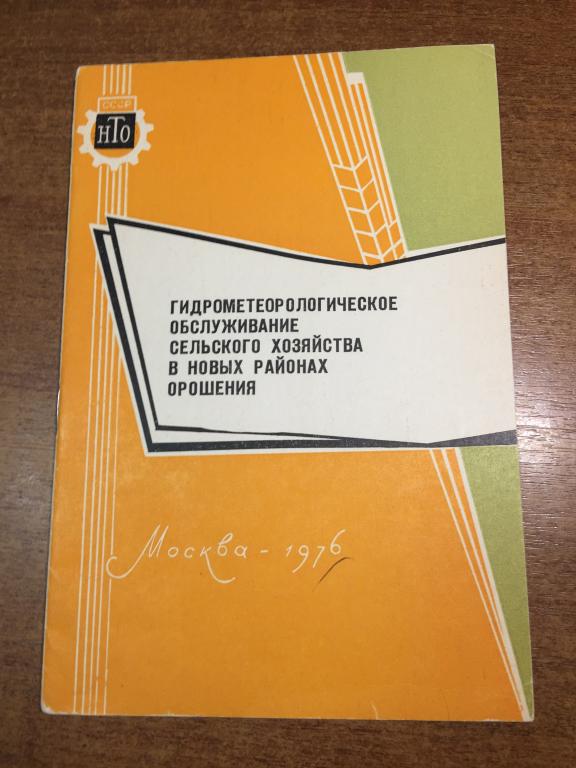 СССР
НТО
ГИДРОМЕТЕОРОЛОГИЧЕСКОЕ
ОБСЛУЖИВАНИЕ
СЕЛЬСКОГО ХОЗЯЙСТВА
В НОВЫХ РАЙОНАХ
ОРОШЕНИЯ
Москва - 1976